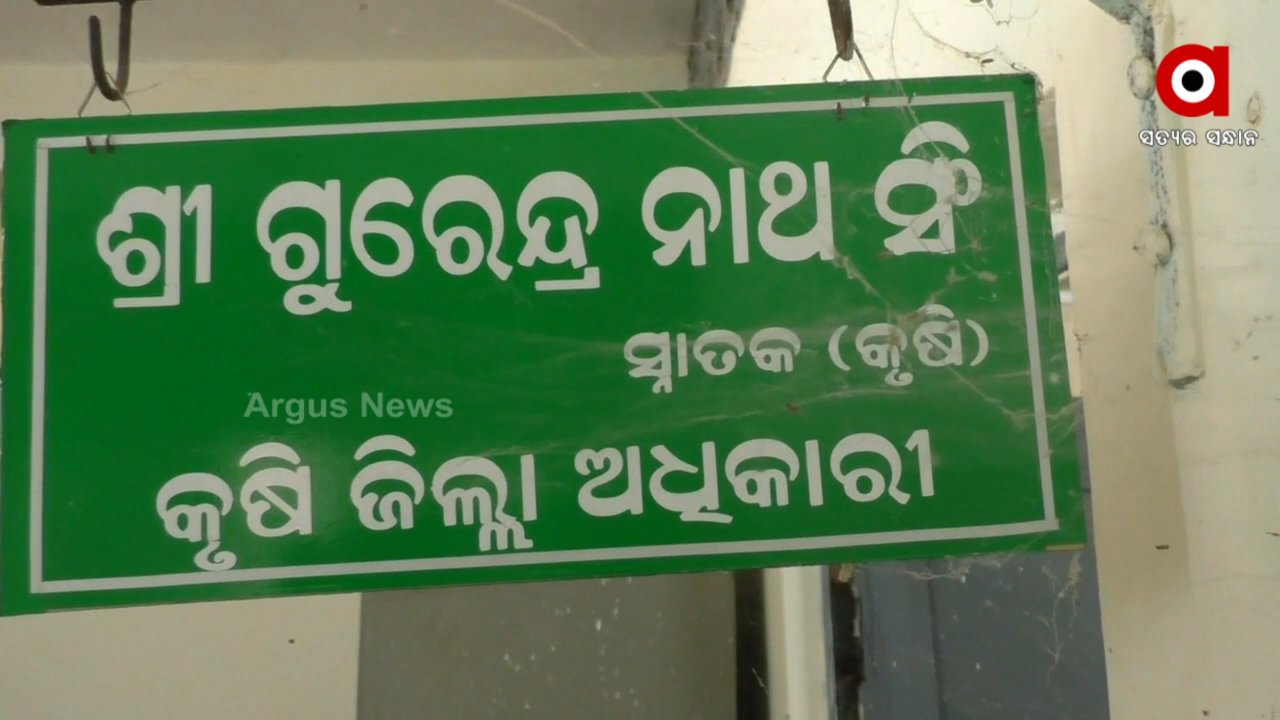 ସତ୍ୟର ସନ୍ଧାନ
ଶ୍ରୀ ଗୁରେନ୍ଦ୍ର ନାଥ ସିଂ
ସ୍ନାତକ (କୃଷି)
Argus News
କୃଷି ଜିଲ୍ଲା ଅଧିକାରୀ